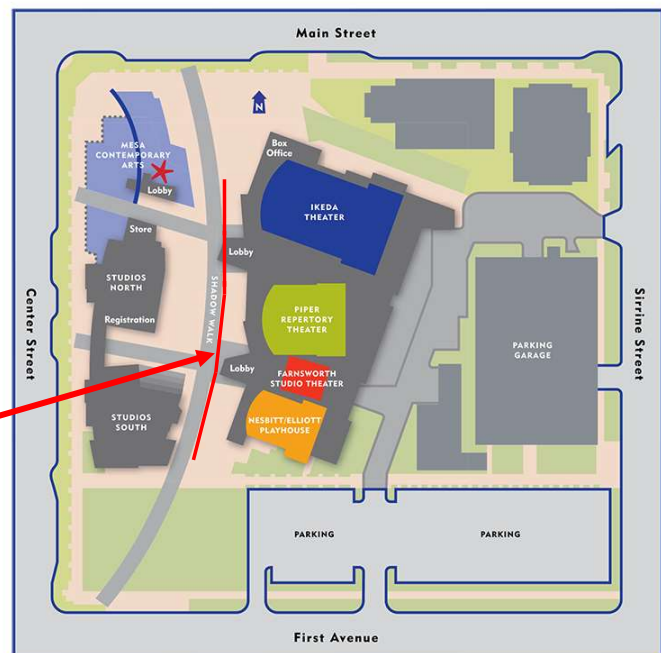 Main Street
N
Box
Office
MESA
CONTEMPORARY
ARTS
Lobby
IKEDA
THEATER
Store
Lobby
STUDIOS
NORTH
SHADOW WALK
PIPER
REPERTORY
THEATER
Center Street
Sirrine Street
Registration
PARKING
GARAGE
Lobby
FARNSWORTH
STUDIO THEATER
STUDIOS
SOUTH
NESBITT/ELLIOTT
PLAYHOUSE
PARKING
PARKING
First Avenue